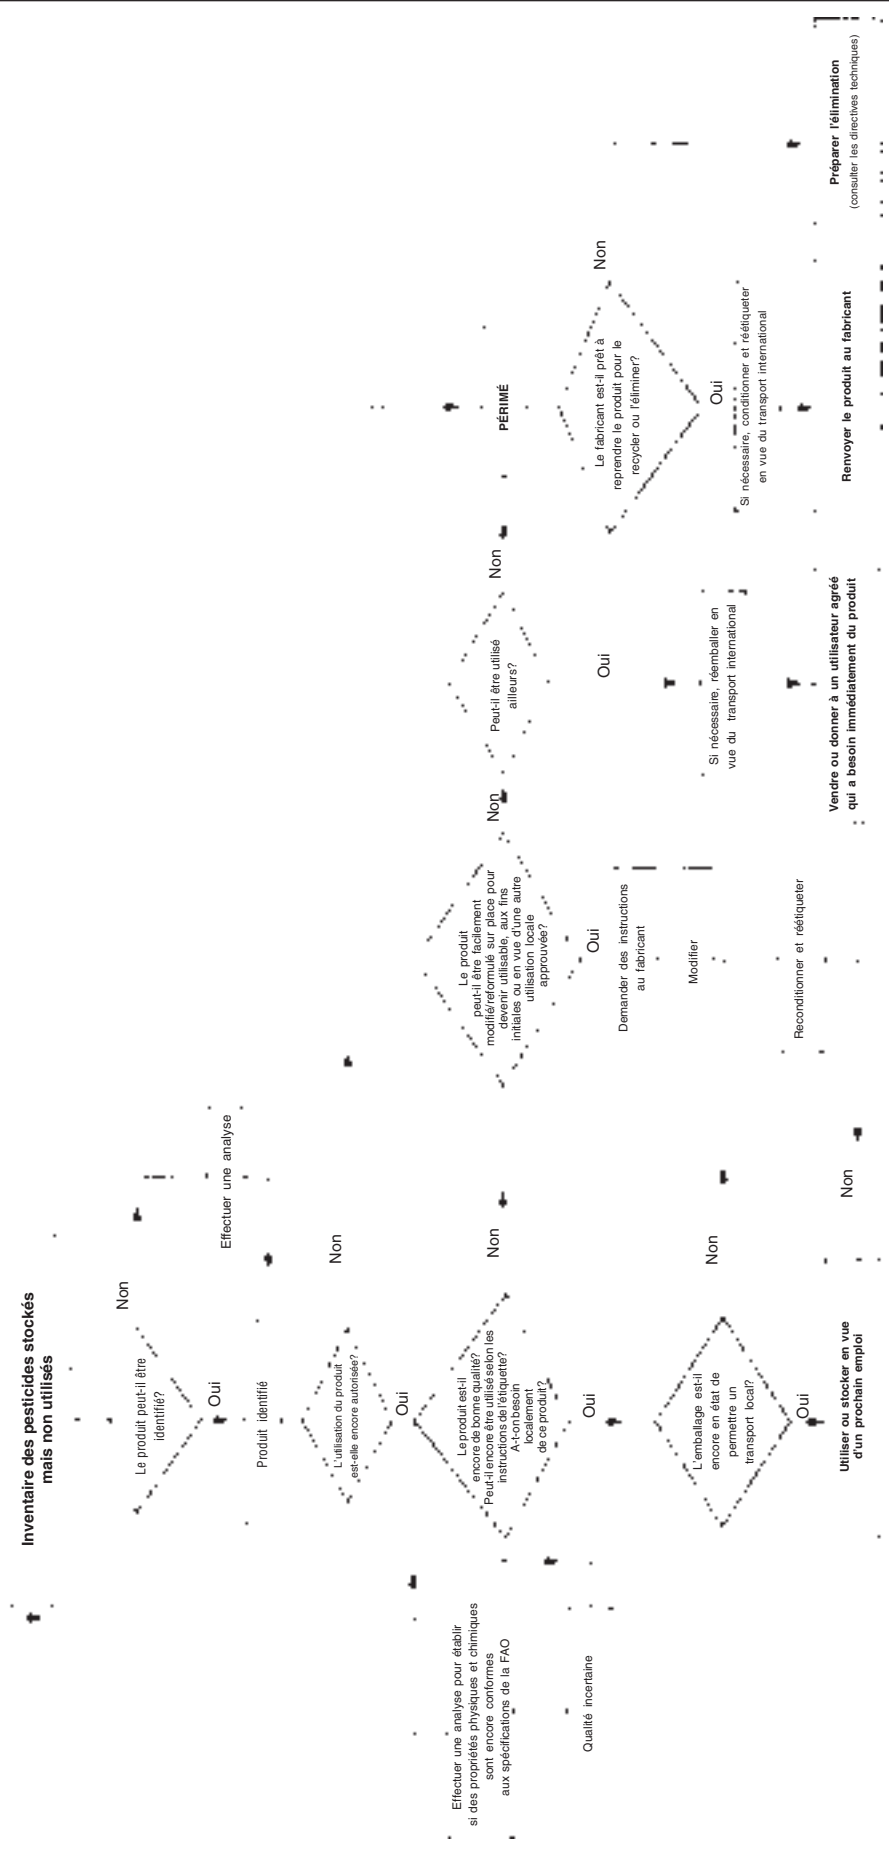 Inventaire des pesticides stockés
mais non utilisés
Le produit peut-il être
identifié?
Non
Oui
Effectuer une analyse
Produit identifié
L'utilisation du produit
est-elle encore autorisée?
Non
Oui
Effectuer une analyse pour établir
si des propriétés physiques et chimiques
sont encore conformes
aux spécifications de la FAO
Qualité incertaine
Le produit est-il
encore de bonne qualité?
Peut-il encore être utilisé selon les
instructions de l'étiquette?
A-t-on besoin
localement
de ce produit?
Non
Oui
Le produit
peut-il être facilement
modifié/reformulé sur place pour
devenir utilisable, aux fins
initiales ou en vue d'une autre
utilisation locale
approuvée?
Non
Oui
Peut-il être utilisé
ailleurs?
Non
Oui
PÉRIMÉ
Le fabricant est-il prêt à
reprendre le produit pour le
recycler ou l'éliminer?
Non
Oui
Demander des instructions
au fabricant
Modifier
L'emballage est-il
encore en état de
permettre un
transport local?
Non
Oui
Si nécessaire, réemballer en
vue du transport international
Si nécessaire, conditionner et réétiqueter
en vue du transport international
Reconditionner et réétiqueter
Utiliser ou stocker en vue
d'un prochain emploi
Non
Vendre ou donner à un utilisateur agréé
qui a besoin immédiatement du produit
Renvoyer le produit au fabricant
Préparer l'élimination
(consulter les directives techniques)